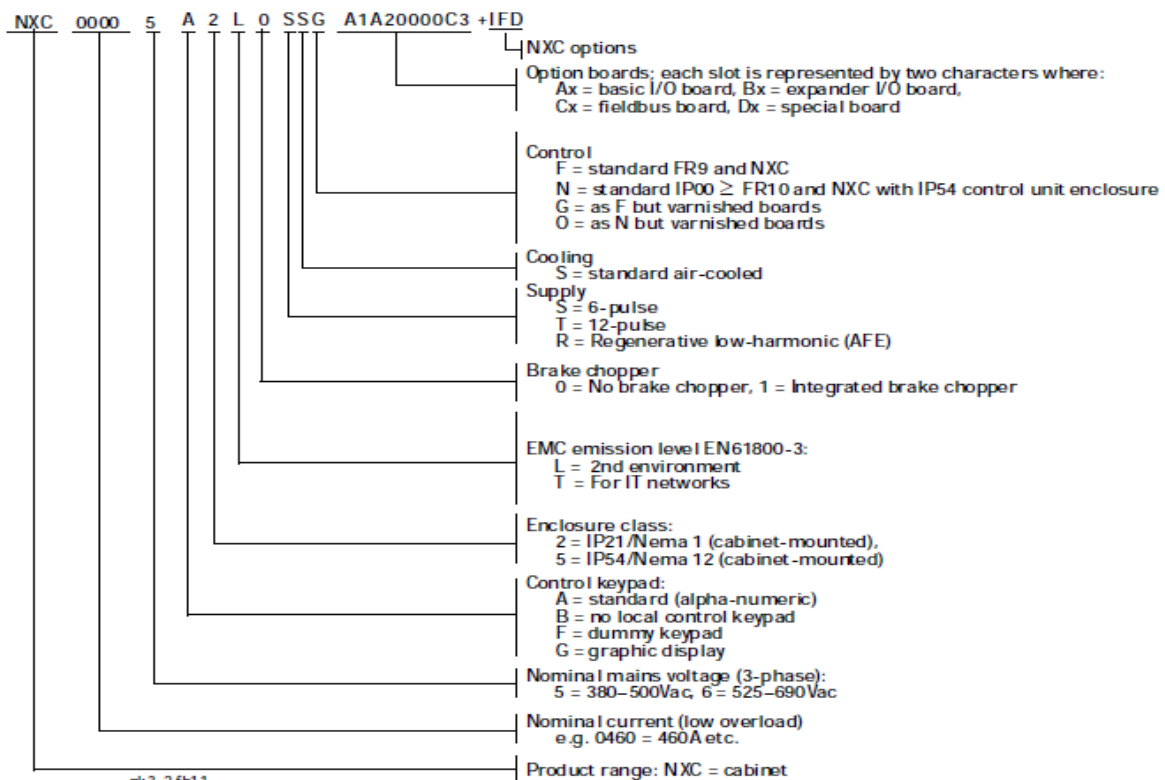 NXC 0000 5 A 2 L 0 SSG A1A20000C3 +IFD
NXC options
Option boards; each slot is represented by two characters where:
Ax = basic I/O board, Bx = expander I/O board,
Cx = fieldbus board, Dx = special board
Control
F = standard FR9 and NXC
N = standard IP00 ≥ FR10 and NXC with IP54 control unit enclosure
G = as F but varnished boards
O = as N but varnished boards
Cooling
S = standard air-cooled
Supply
S = 6-pulse
T = 12-pulse
R = Regenerative low-harmonic (AFE)
Brake chopper
0 = No brake chopper, 1 = Integrated brake chopper
EMC emission level EN61800-3:
L = 2nd environment
T = For IT networks
Enclosure class:
2 = IP21/Nema 1 (cabinet-mounted),
5 = IP54/Nema 12 (cabinet-mounted)
Control keypad:
A = standard (alpha-numeric)
B = no local control keypad
F = dummy keypad
G = graphic display
Nominal mains voltage (3-phase):
5 = 380–500Vac, 6 = 525–690Vac
Nominal current (low overload)
e.g. 0460 = 460A etc.
Product range: NXC = cabinet